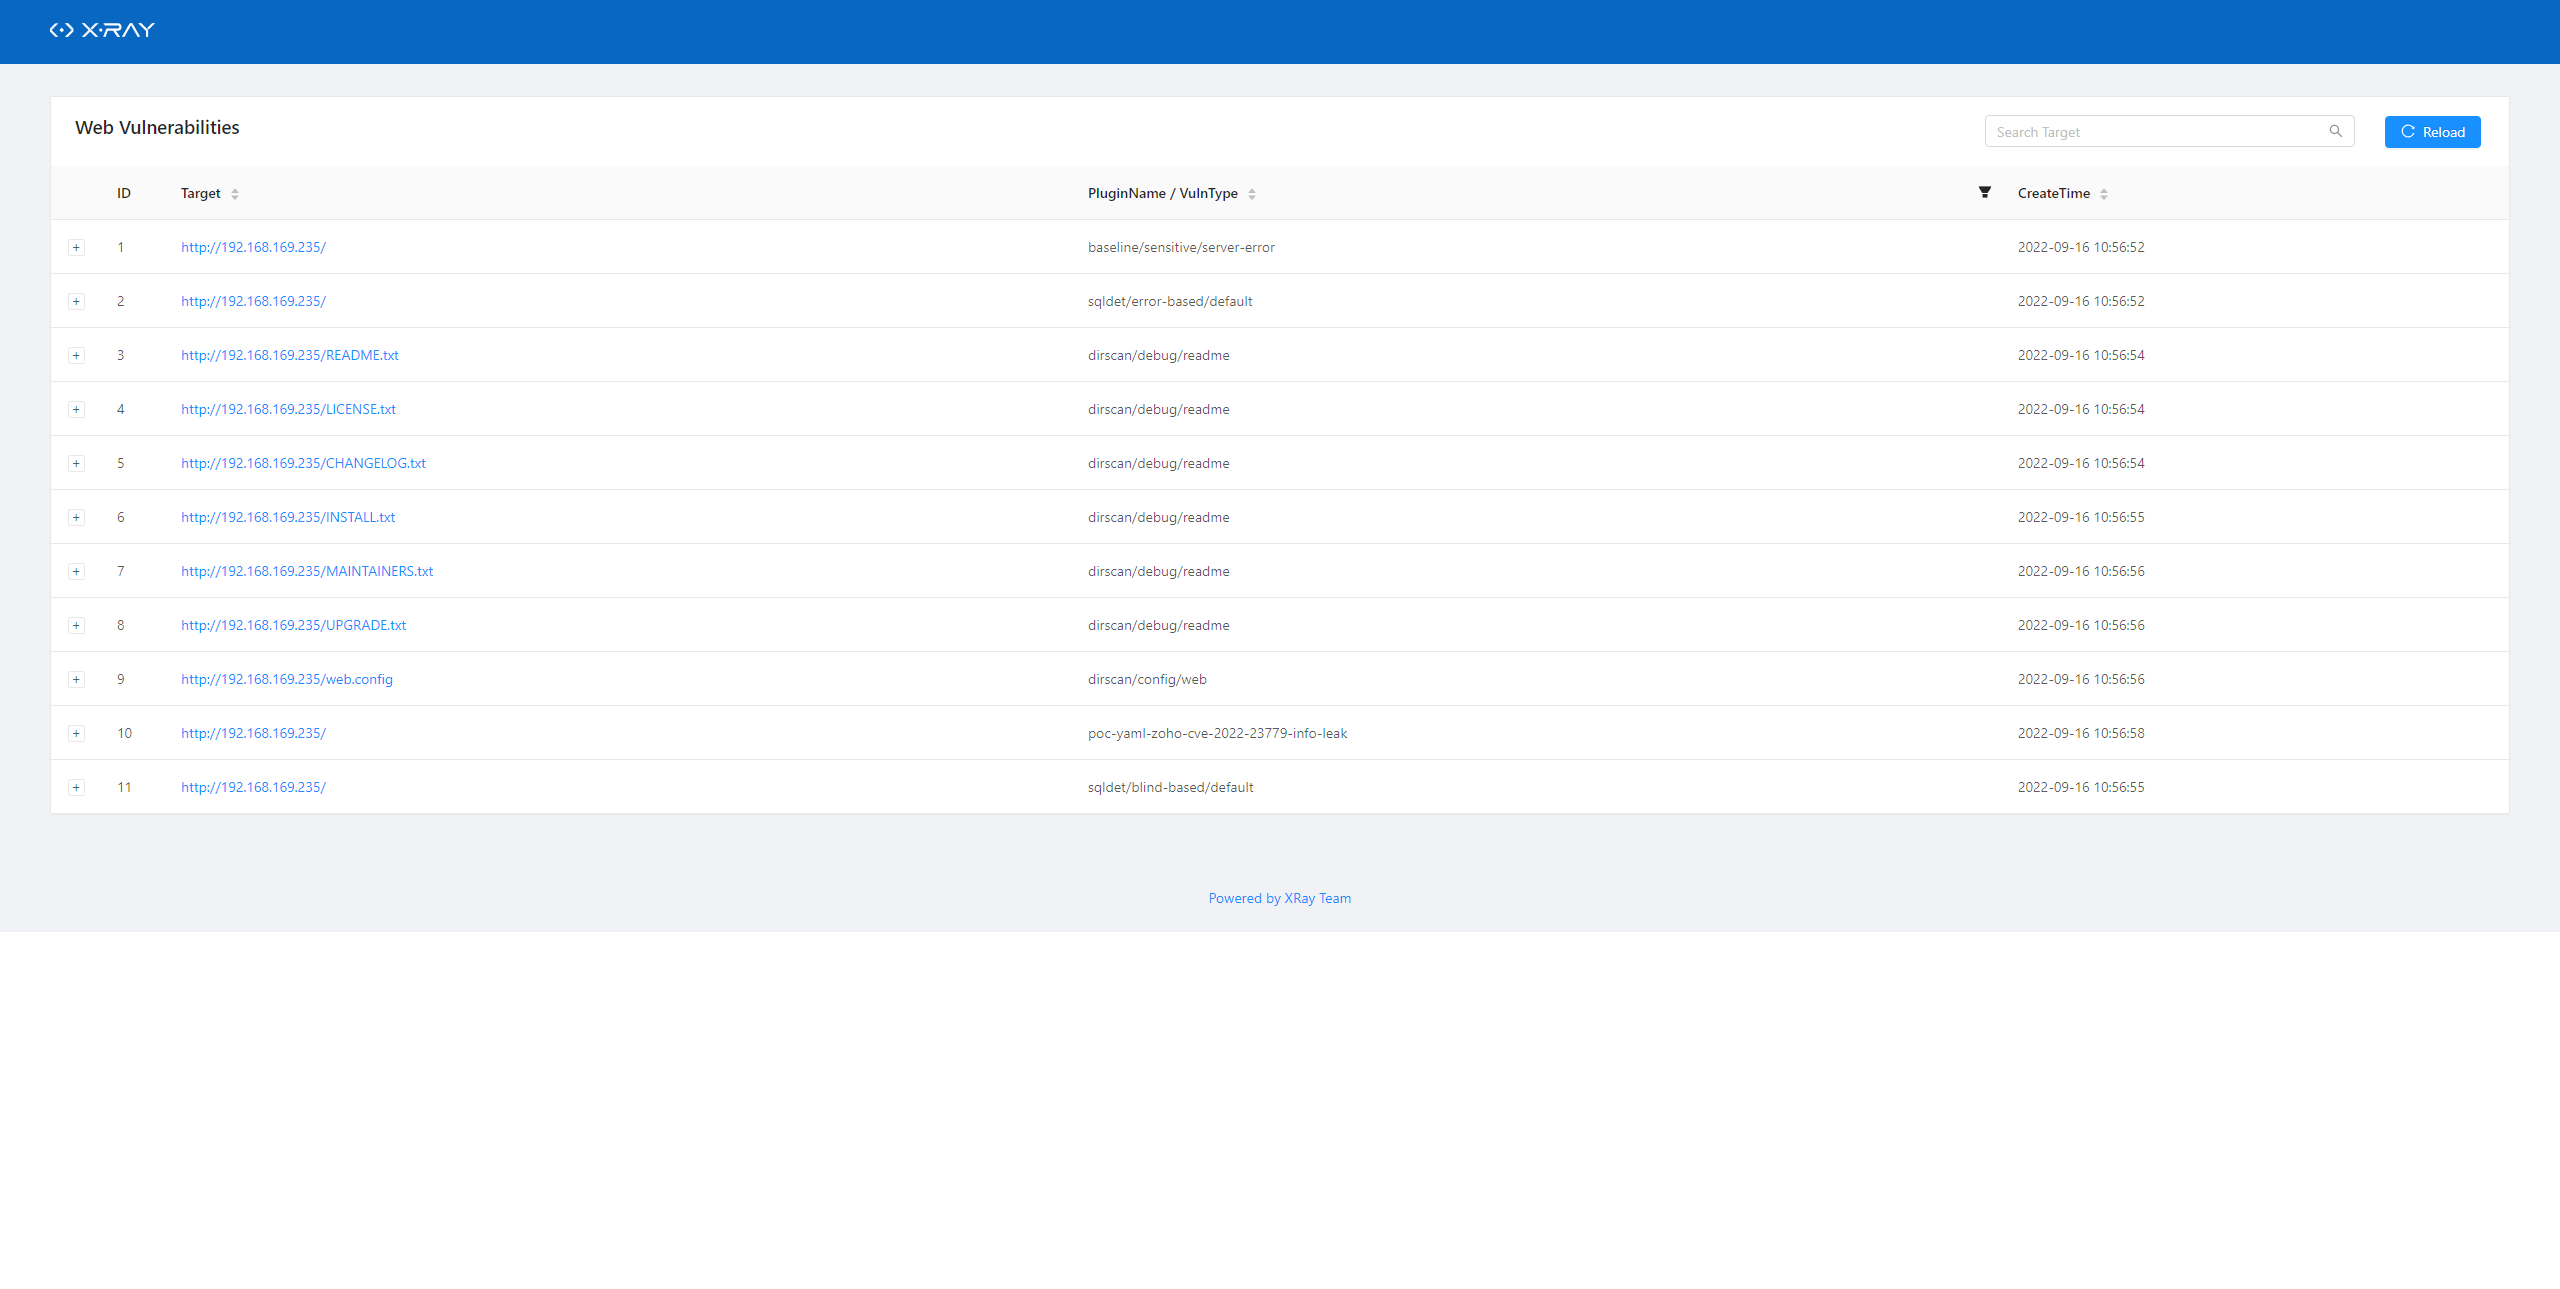 X·RAY
Web Vulnerabilities
Search Target
Reload
ID Target PluginName / VulnType CreateTime
+ 1 http://192.168.169.235/ baseline/sensitive/server-error 2022-09-16 10:56:52
+ 2 http://192.168.169.235/ sqldet/error-based/default 2022-09-16 10:56:52
+ 3 http://192.168.169.235/README.txt dirscan/debug/readme 2022-09-16 10:56:54
+ 4 http://192.168.169.235/LICENSE.txt dirscan/debug/readme 2022-09-16 10:56:54
+ 5 http://192.168.169.235/CHANGELOG.txt dirscan/debug/readme 2022-09-16 10:56:54
+ 6 http://192.168.169.235/INSTALL.txt dirscan/debug/readme 2022-09-16 10:56:55
+ 7 http://192.168.169.235/MAINTAINERS.txt dirscan/debug/readme 2022-09-16 10:56:56
+ 8 http://192.168.169.235/UPGRADE.txt dirscan/debug/readme 2022-09-16 10:56:56
+ 9 http://192.168.169.235/web.config dirscan/config/web 2022-09-16 10:56:56
+ 10 http://192.168.169.235/ poc-yaml-zoho-cve-2022-23779-info-leak 2022-09-16 10:56:58
+ 11 http://192.168.169.235/ sqldet/blind-based/default 2022-09-16 10:56:55
Powered by XRay Team